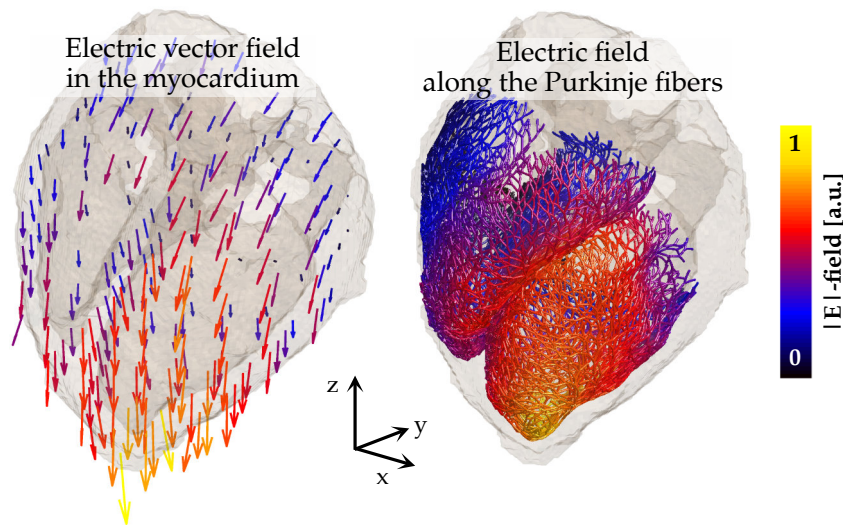 Electric vector field
in the myocardium
Electric field
along the Purkinje fibers
1
0
|E|-field [a.u.]
z
y
x